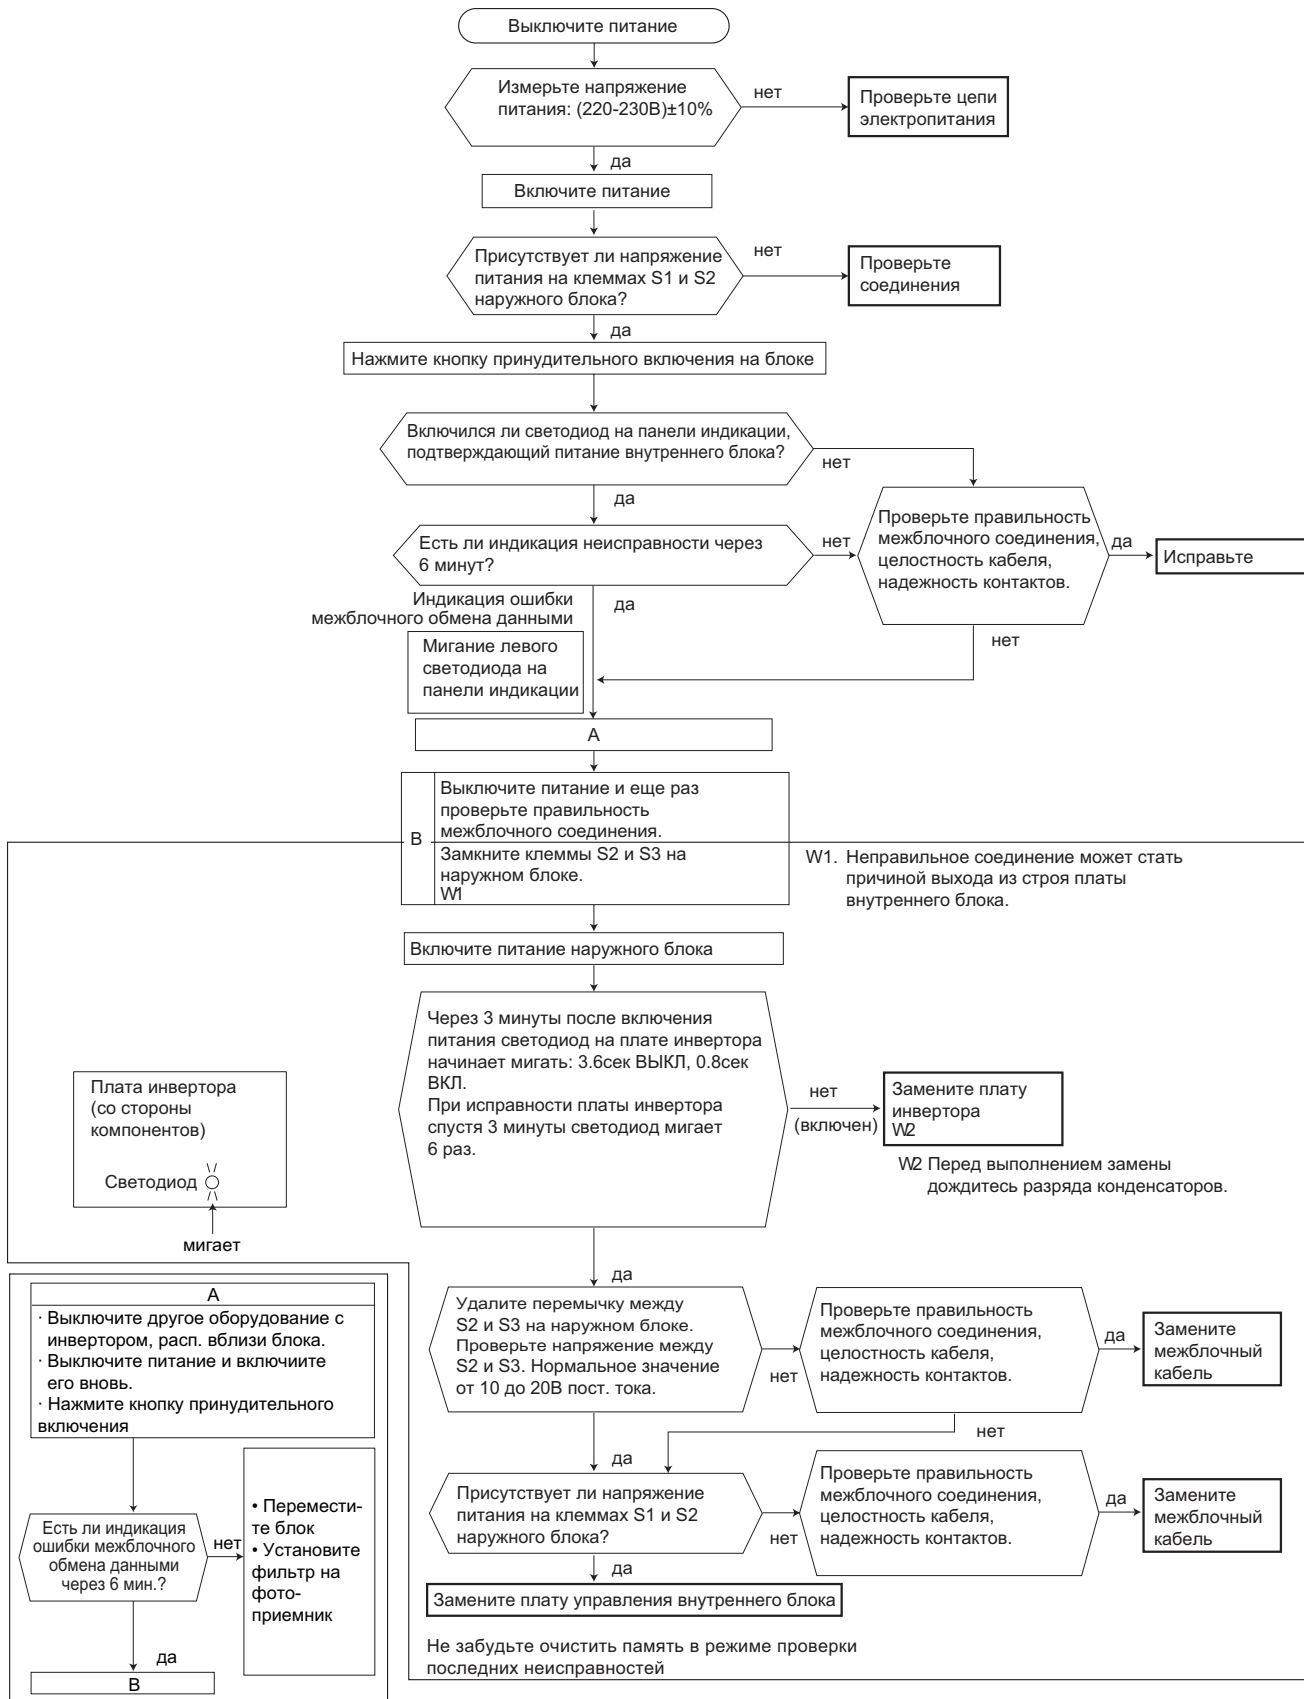 Выключите питание
Измерьте напряжение
питания: (220-230В)±10%
нет
Проверьте цепи
электропитания
да
Включите питание
Присутствует ли напряжение
питания на клеммах S1 и S2
наружного блока?
нет
Проверьте
соединения
да
Нажмите кнопку принудительного включения на блоке
Включился ли светодиод на панели индикации,
подтверждающий питание внутреннего блока?
нет
да
Проверьте правильность
межблочного соединения,
целостность кабеля,
надежность контактов.
да
Исправьте
Есть ли индикация неисправности через
6 минут?
нет
Индикация ошибки
межблочного обмена данными
да
нет
Мигание левого
светодиода на
панели индикации
A
B
Выключите питание и еще раз
проверьте правильность
межблочного соединения.
Замкните клеммы S2 и S3 на
наружном блоке.
W1
W1. Неправильное соединение может стать
причиной выхода из строя платы
внутреннего блока.
Включите питание наружного блока
Через 3 минуты после включения
питания светодиод на плате инвертора
начинает мигать: 3.6сек ВЫКЛ, 0.8сек
ВКЛ.
При исправности платы инвертора
спустя 3 минуты светодиод мигает
6 раз.
нет
(включен)
Замените плату
инвертора
W2
W2 Перед выполнением замены
дождитесь разряда конденсаторов.
Плата инвертора
(со стороны
компонентов)
Светодиод
мигает
да
Удалите перемычку между
S2 и S3 на наружном блоке.
Проверьте напряжение между
S2 и S3. Нормальное значение
от 10 до 20В пост. тока.
нет
Проверьте правильность
межблочного соединения,
целостность кабеля,
надежность контактов.
да
Замените
межблочный
кабель
нет
да
Присутствует ли напряжение
питания на клеммах S1 и S2
наружного блока?
нет
Проверьте правильность
межблочного соединения,
целостность кабеля,
надежность контактов.
да
Замените
межблочный
кабель
да
Замените плату управления внутреннего блока
Не забудьте очистить память в режиме проверки
последних неисправностей
A
· Выключите другое оборудование с
инвертором, расп. вблизи блока.
· Выключите питание и включиите
его вновь.
· Нажмите кнопку принудительного
включения
Есть ли индикация
ошибки межблочного
обмена данными
через 6 мин.?
нет
• Перемести-
те блок
• Установите
фильтр на
фото-
приемник
да
B